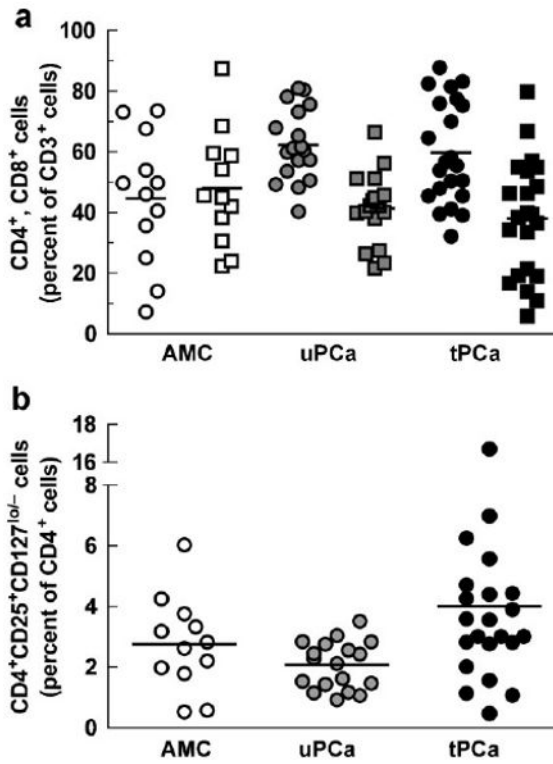 a
CD4⁺, CD8⁺ cells
(percent of CD3⁺ cells)
100
80
60
40
20
0
AMC uPCa tPCa
b
CD4⁺CD25⁺CD127ˡᵒ/⁻ cells
(percent of CD4⁺ cells)
18
16
8
6
4
2
0
AMC uPCa tPCa